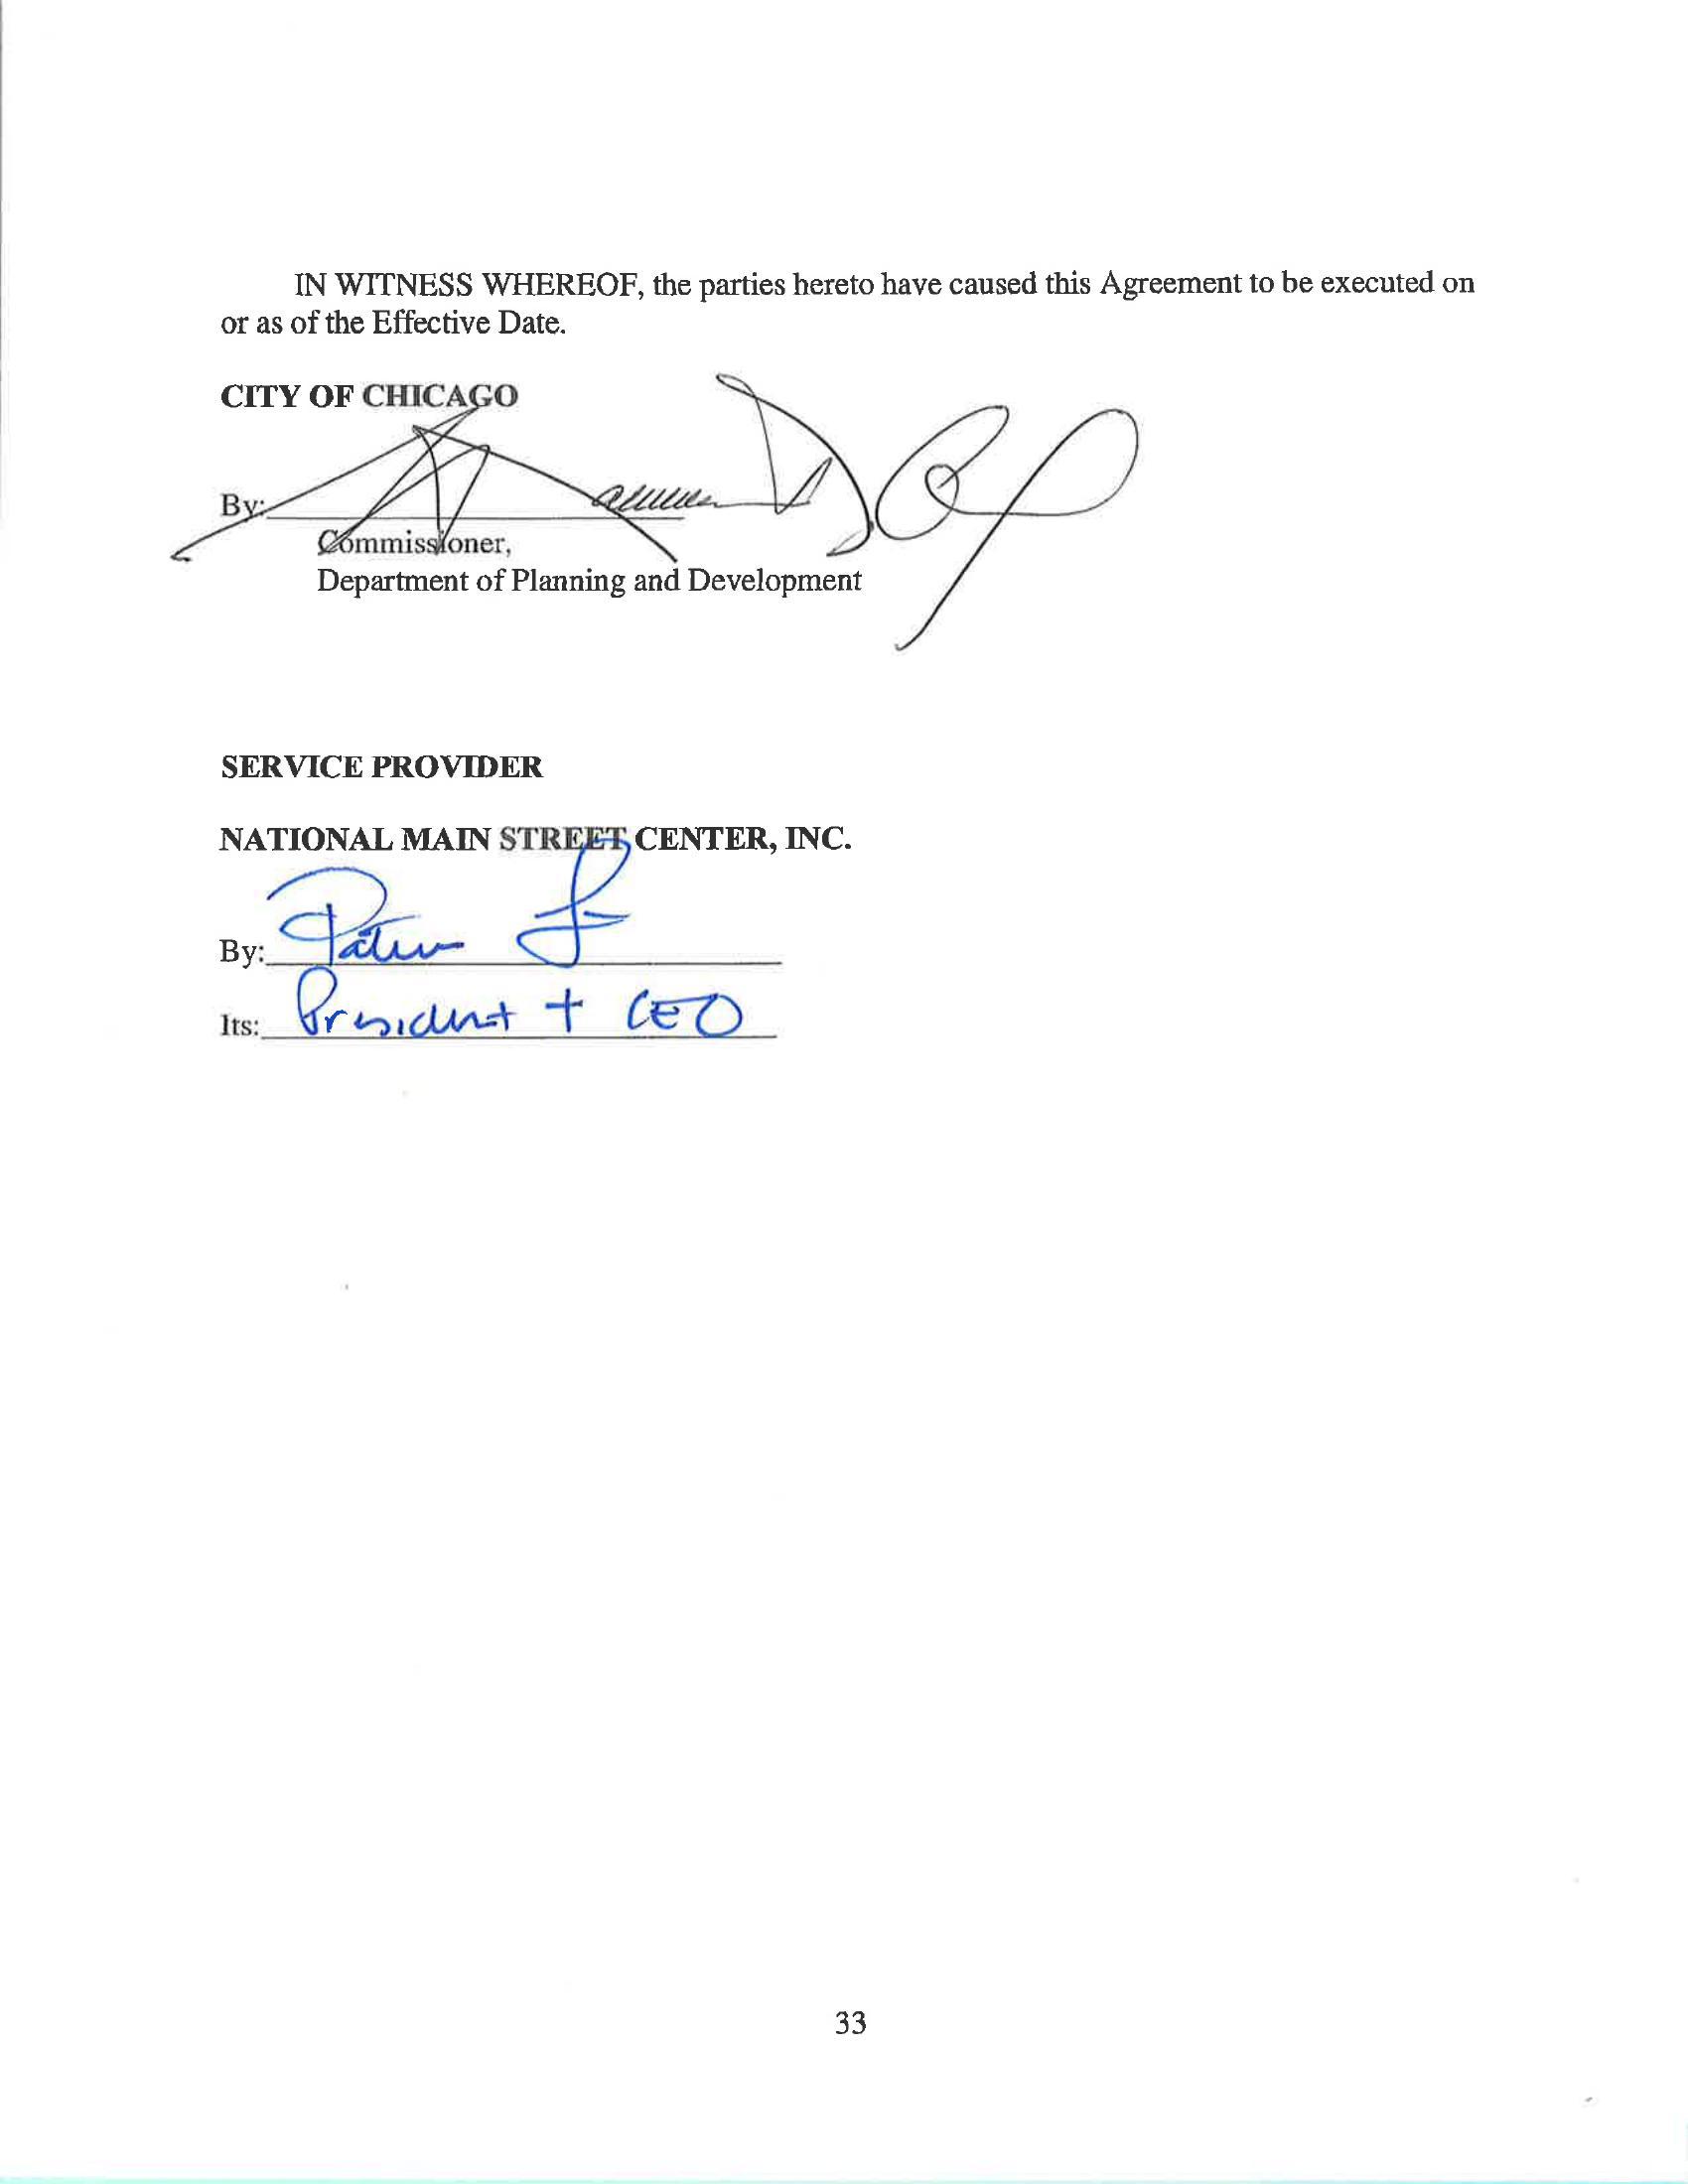 IN WITNESS WHEREOF, the parties hereto have caused this Agreement to be executed on
or as of the Effective Date.
CITY OF CHICAGO
By:
Commissioner,
Department of Planning and Development
SERVICE PROVIDER
NATIONAL MAIN STREET CENTER, INC.
By:
Its: President + CEO
33